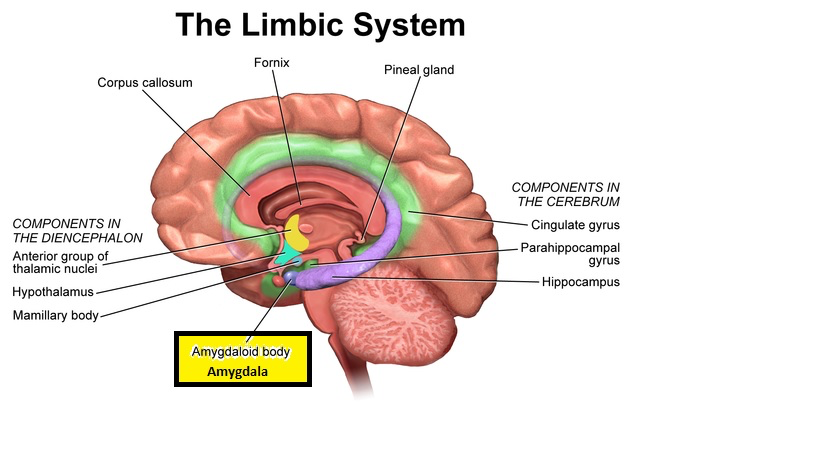 The Limbic System
Fornix
Pineal gland
Corpus callosum
COMPONENTS IN
THE CEREBRUM
COMPONENTS IN
THE DIENCEPHALON
Cingulate gyrus
Parahippocampal
gyrus
Anterior group of
thalamic nuclei
Hippocampus
Hypothalamus
Mamillary body
Amygdaloid body
Amygdala